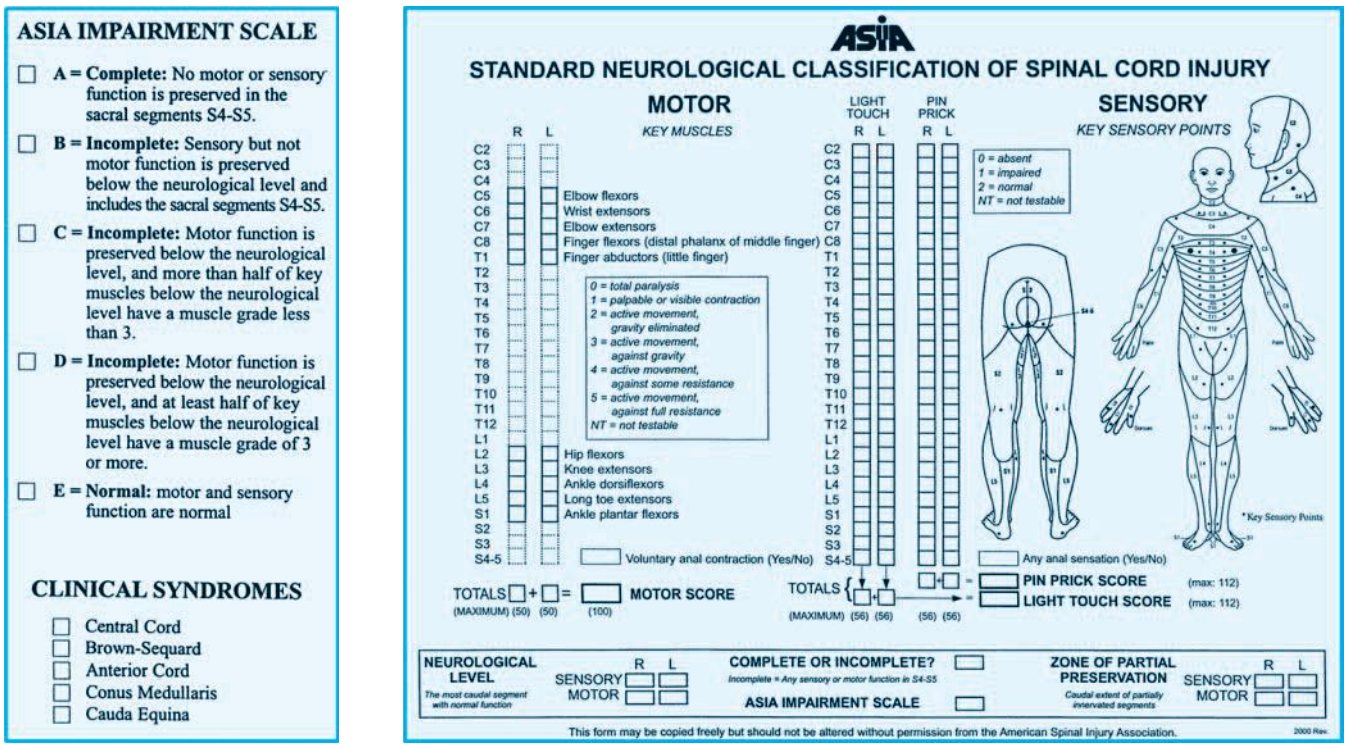 ASIA IMPAIRMENT SCALE
A = Complete: No motor or sensory
function is preserved in the
sacral segments S4-S5.
B = Incomplete: Sensory but not
motor function is preserved
below the neurological level and
includes the sacral segments S4-S5.
C = Incomplete: Motor function is
preserved below the neurological
level, and more than half of key
muscles below the neurological
level have a muscle grade less
than 3.
D = Incomplete: Motor function is
preserved below the neurological
level, and at least half of key
muscles below the neurological
level have a muscle grade of 3
or more.
E = Normal: motor and sensory
function are normal
CLINICAL SYNDROMES
Central Cord
Brown-Sequard
Anterior Cord
Conus Medullaris
Cauda Equina
ASIA
STANDARD NEUROLOGICAL CLASSIFICATION OF SPINAL CORD INJURY
MOTOR
KEY MUSCLES
R L
C2
C3
C4
C5 Elbow flexors
C6 Wrist extensors
C7 Elbow extensors
C8 Finger flexors (distal phalanx of middle finger)
T1 Finger abductors (little finger)
T2
T3
T4
T5
T6
T7
T8
T9
T10
T11
T12
L1
L2 Hip flexors
L3 Knee extensors
L4 Ankle dorsiflexors
L5 Long toe extensors
S1 Ankle plantar flexors
S2
S3
S4-5
0 = total paralysis
1 = palpable or visible contraction
2 = active movement,
gravity eliminated
3 = active movement,
against gravity
4 = active movement,
against some resistance
5 = active movement,
against full resistance
NT = not testable
Voluntary anal contraction (Yes/No)
TOTALS + = MOTOR SCORE
(MAXIMUM) (50) (50) (100)
LIGHT TOUCH
R L
PIN PRICK
R L
C2
C3
C4
C5
C6
C7
C8
T1
T2
T3
T4
T5
T6
T7
T8
T9
T10
T11
T12
L1
L2
L3
L4
L5
S1
S2
S3
S4-5
SENSORY
KEY SENSORY POINTS
0 = absent
1 = impaired
2 = normal
NT = not testable
S4-5
S2
S2
S1
S1
L5
L5
C2
C3
C4
Palm
Palm
Dorsum
Dorsum
*Key Sensory Points
Any anal sensation (Yes/No)
TOTALS { + = PIN PRICK SCORE (max: 112)
+ = LIGHT TOUCH SCORE (max: 112)
(MAXIMUM) (56) (56) (56) (56)
NEUROLOGICAL
LEVEL
The most caudal segment
with normal function
R L
SENSORY
MOTOR
COMPLETE OR INCOMPLETE?
Incomplete = Any sensory or motor function in S4-S5
ASIA IMPAIRMENT SCALE
ZONE OF PARTIAL
PRESERVATION
Caudal extent of partially
innervated segments
R L
SENSORY
MOTOR
This form may be copied freely but should not be altered without permission from the American Spinal Injury Association.
2000 Rev.